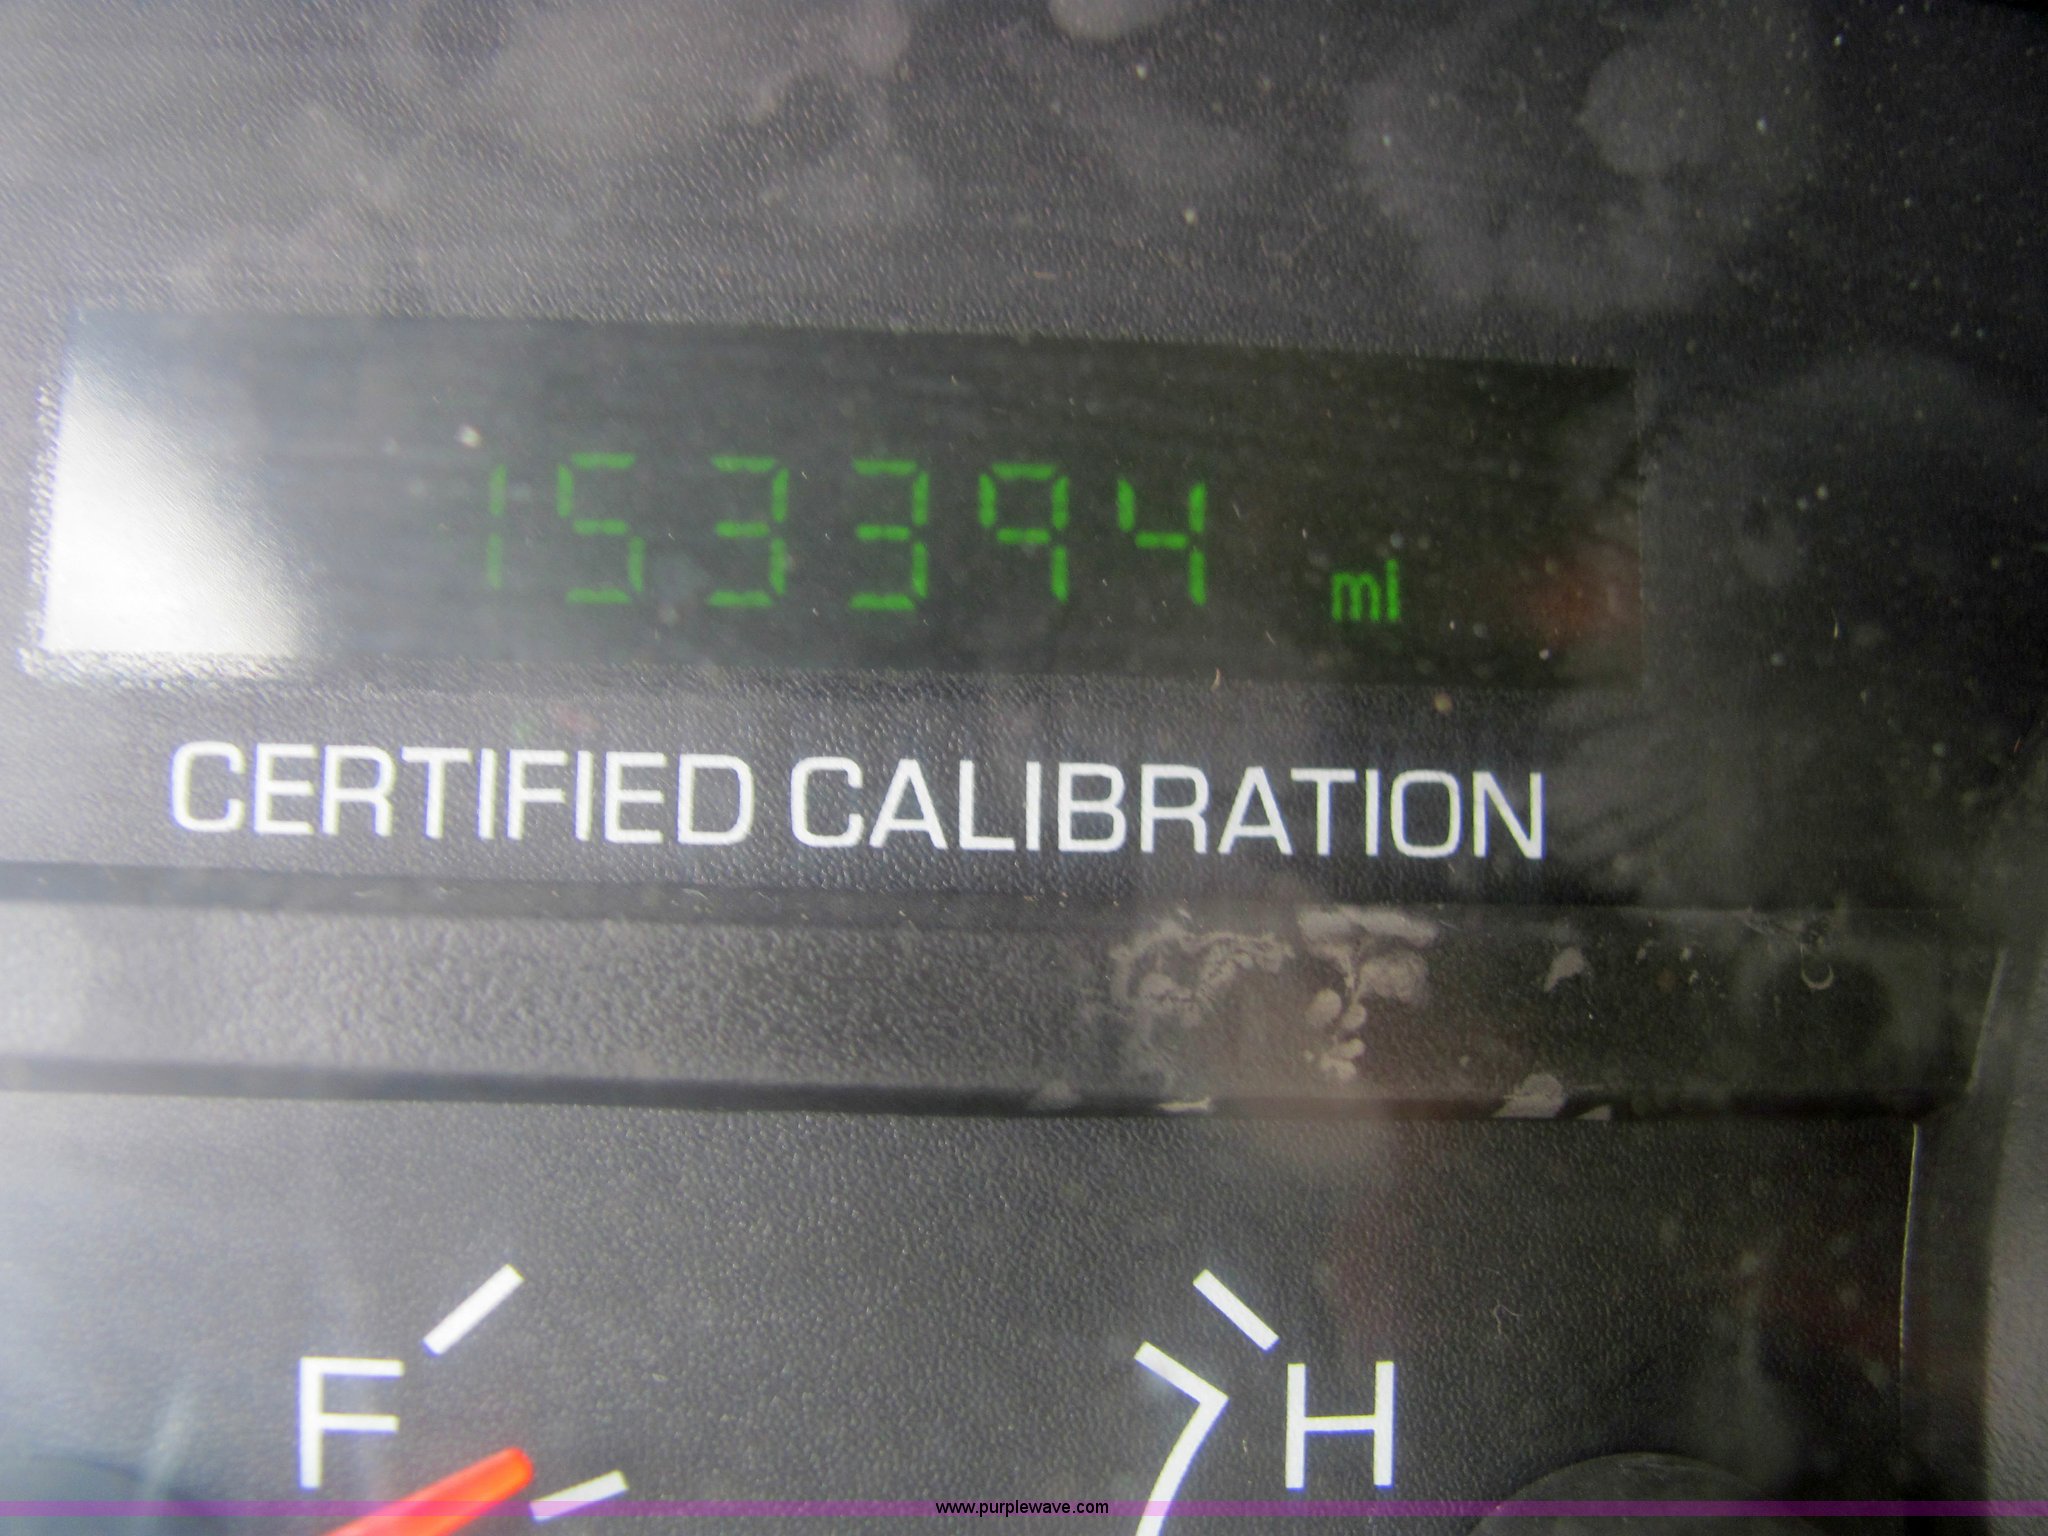 153394 mi
CERTIFIED CALIBRATION
F H
www.purplewave.com